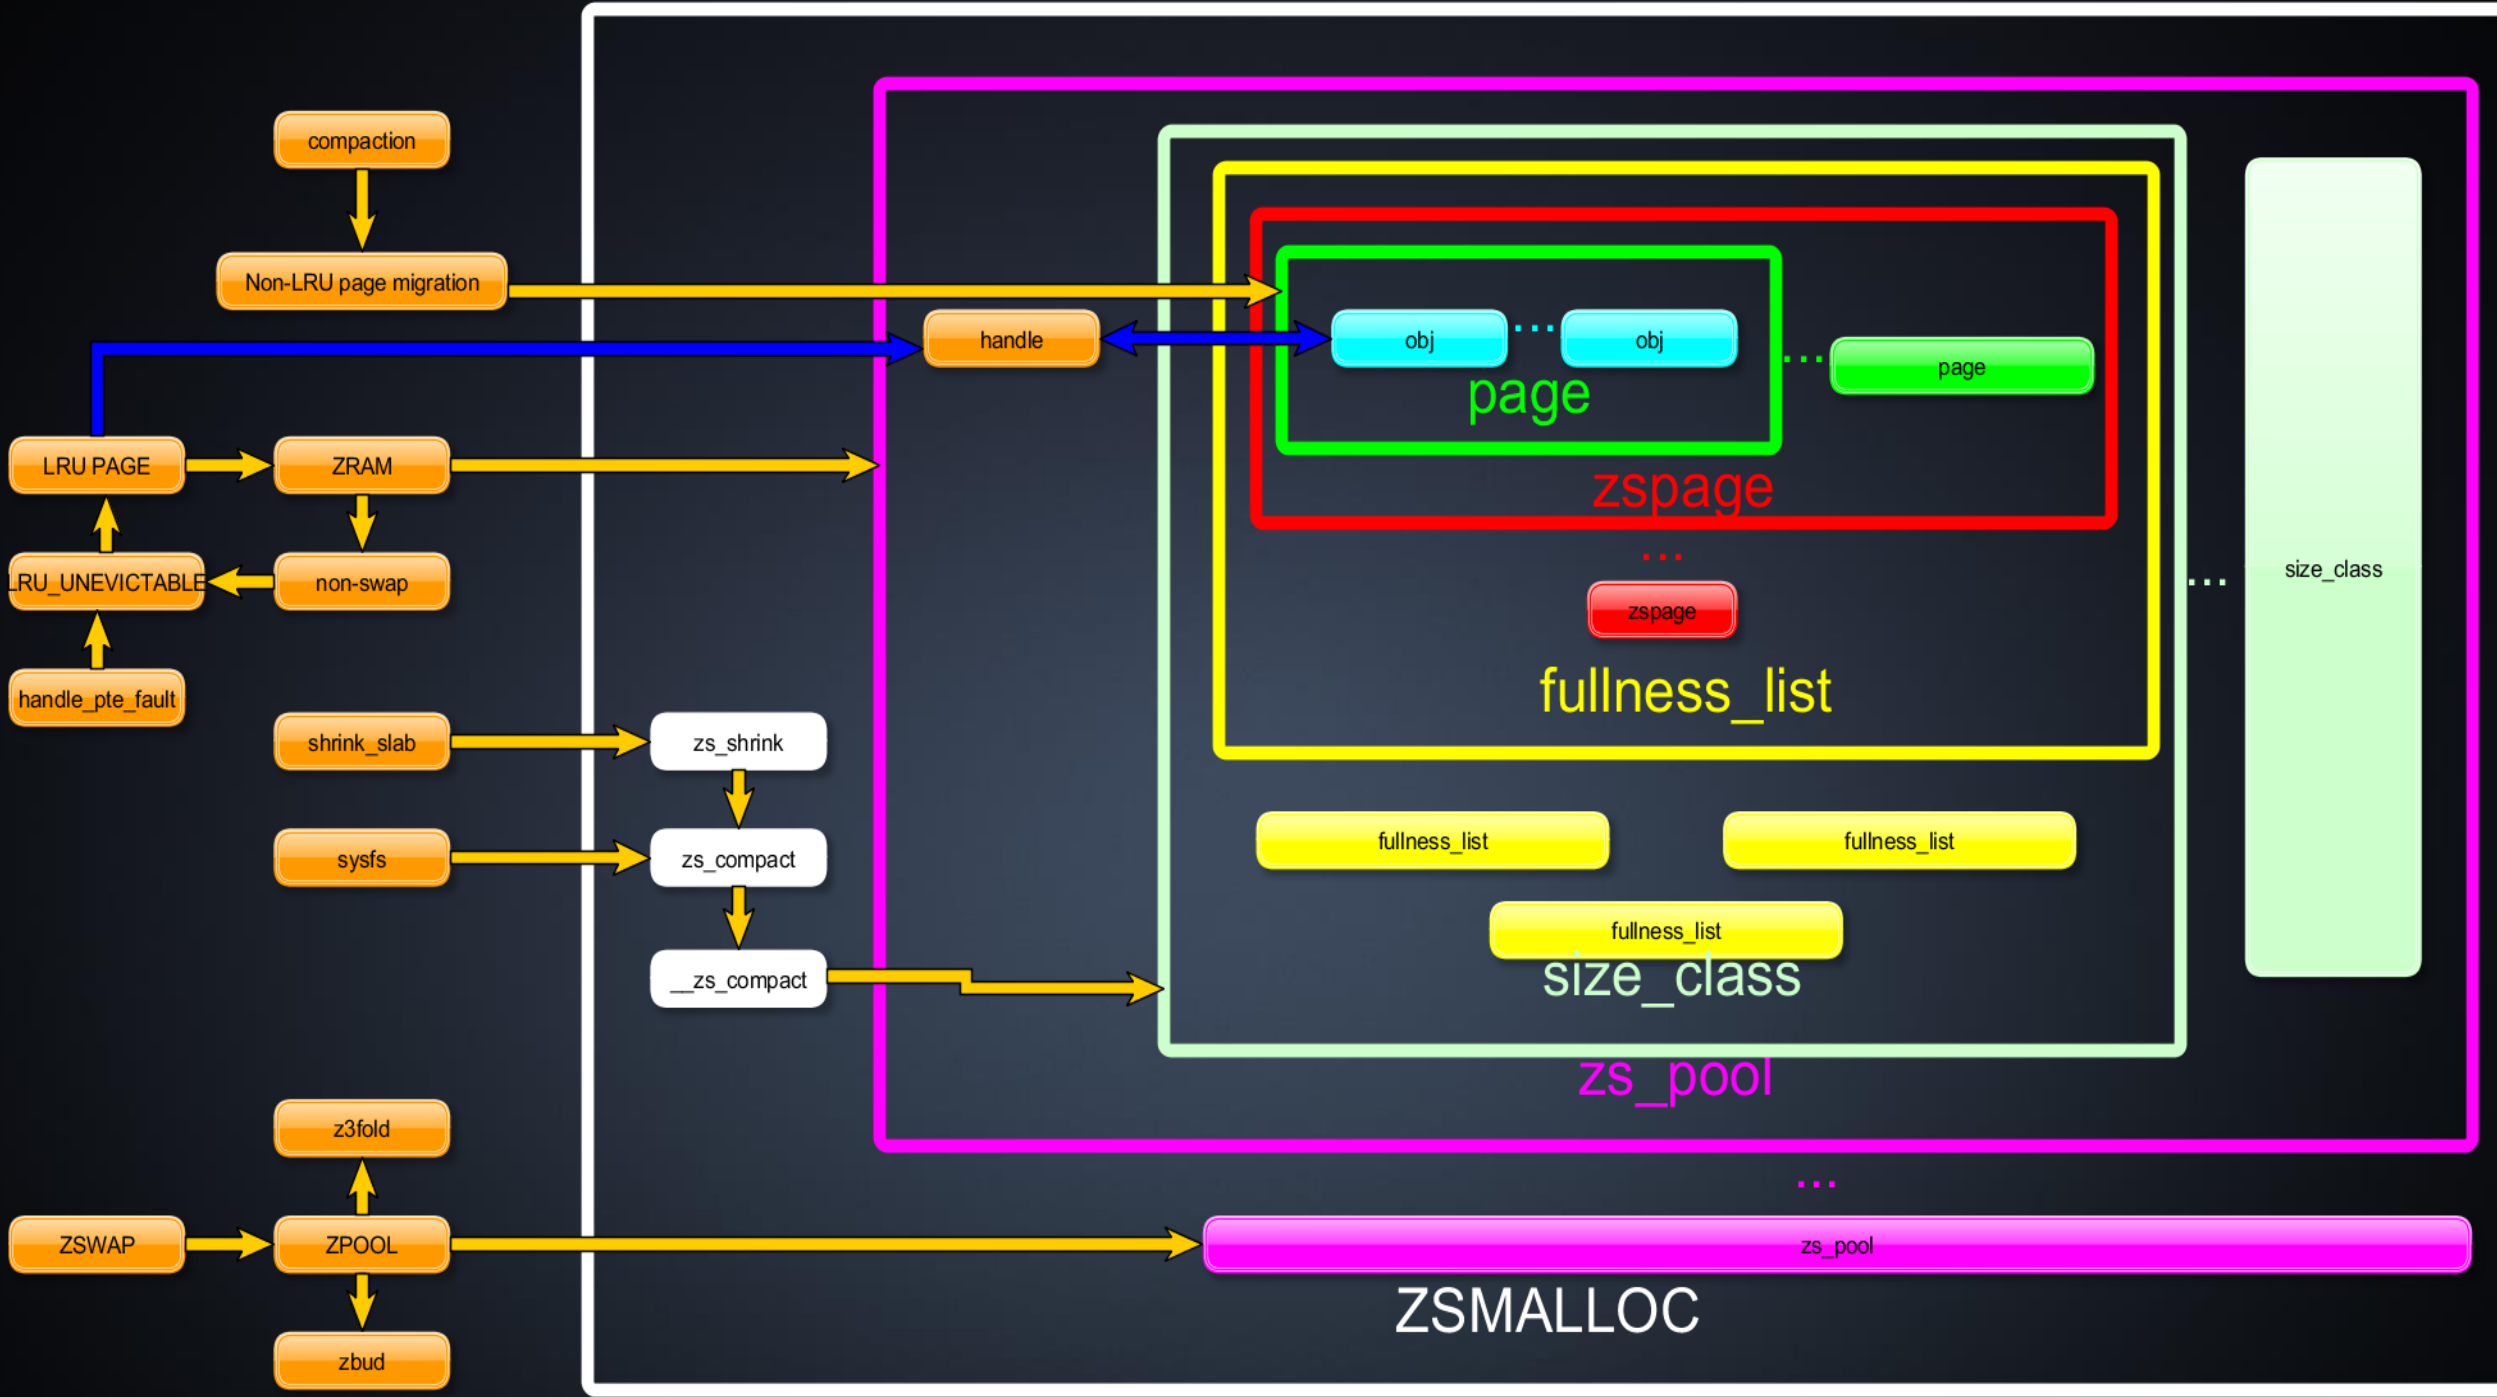 compaction
Non-LRU page migration
handle
obj
...
obj
page
...
page
LRU PAGE
ZRAM
zspage
...
LRU_UNEVICTABLE
non-swap
zspage
...
size_class
handle_pte_fault
fullness_list
shrink_slab
zs_shrink
sysfs
zs_compact
fullness_list
fullness_list
fullness_list
__zs_compact
size_class
zs_pool
z3fold
...
ZSWAP
ZPOOL
zs_pool
ZSMALLOC
zbud